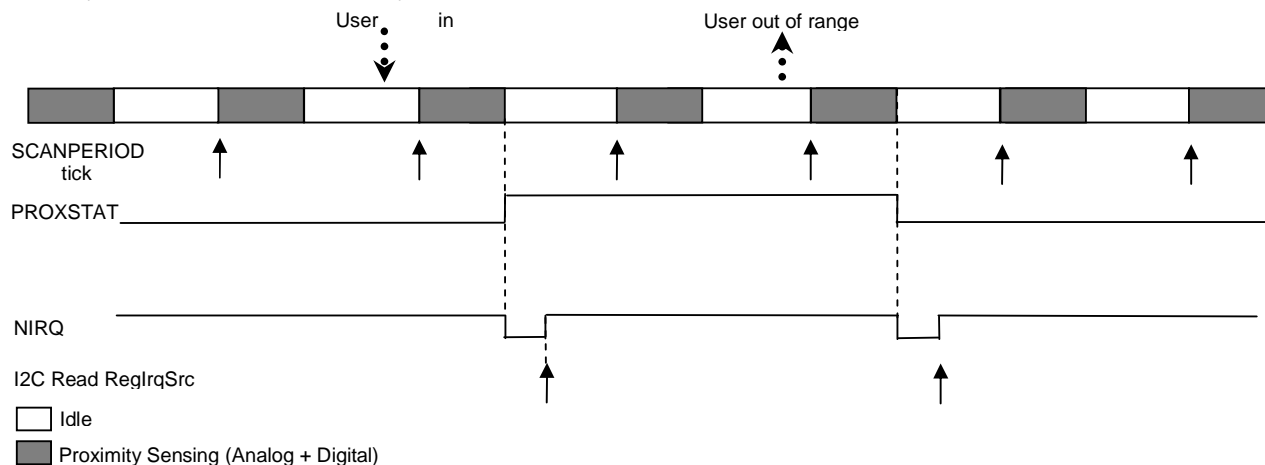 User in
User out of range
SCANPERIOD
tick
PROXSTAT
NIRQ
I2C Read RegIrqSrc
Idle
Proximity Sensing (Analog + Digital)